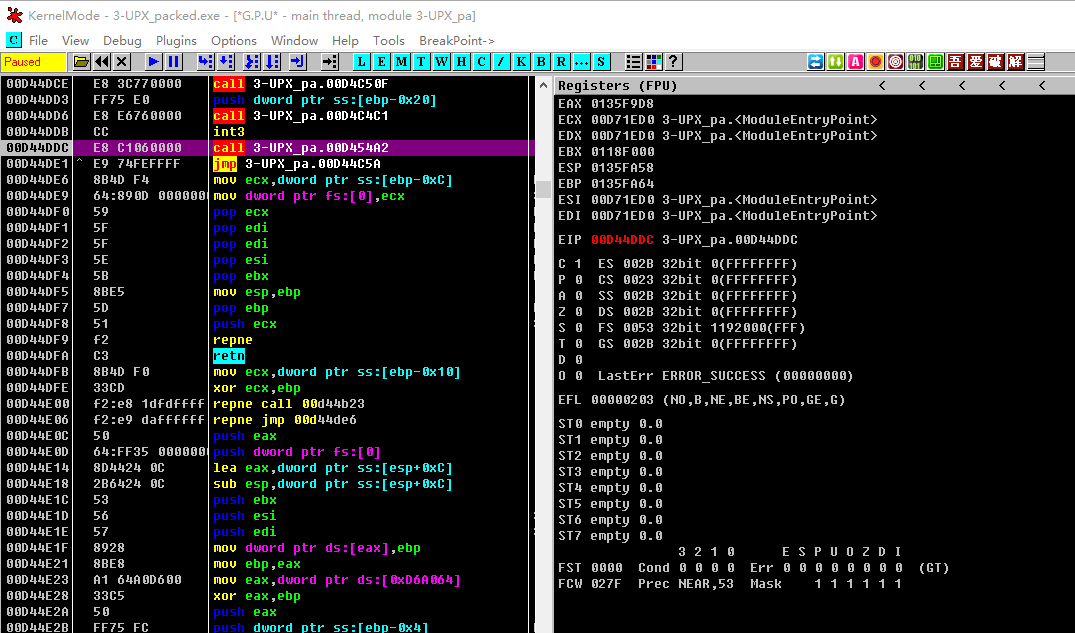 KernelMode - 3-UPX_packed.exe - [*G.P.U* - main thread, module 3-UPX_pa]
C File View Debug Plugins Options Window Help Tools BreakPoint->
Paused L E M T W H C / K B R ... S ? A 吾 爱 破 解
00D44DCE E8 3C770000 call 3-UPX_pa.00D4C50F
00D44DD3 FF75 E0 push dword ptr ss:[ebp-0x20]
00D44DD6 E8 E6760000 call 3-UPX_pa.00D4C4C1
00D44DDB CC int3
00D44DDC E8 C1060000 call 3-UPX_pa.00D454A2
00D44DE1 ^ E9 74FEFFFF jmp 3-UPX_pa.00D44C5A
00D44DE6 8B4D F4 mov ecx,dword ptr ss:[ebp-0xC]
00D44DE9 64:890D 0000000 mov dword ptr fs:[0],ecx
00D44DF0 59 pop ecx
00D44DF1 5F pop edi
00D44DF2 5F pop edi
00D44DF3 5E pop esi
00D44DF4 5B pop ebx
00D44DF5 8BE5 mov esp,ebp
00D44DF7 5D pop ebp
00D44DF8 51 push ecx
00D44DF9 f2 repne
00D44DFA C3 retn
00D44DFB 8B4D F0 mov ecx,dword ptr ss:[ebp-0x10]
00D44DFE 33CD xor ecx,ebp
00D44E00 f2:e8 1dfdffff repne call 00d44b23
00D44E06 f2:e9 daffffff repne jmp 00d44de6
00D44E0C 50 push eax
00D44E0D 64:FF35 0000000 push dword ptr fs:[0]
00D44E14 8D4424 0C lea eax,dword ptr ss:[esp+0xC]
00D44E18 2B6424 0C sub esp,dword ptr ss:[esp+0xC]
00D44E1C 53 push ebx
00D44E1D 56 push esi
00D44E1E 57 push edi
00D44E1F 8928 mov dword ptr ds:[eax],ebp
00D44E21 8BE8 mov ebp,eax
00D44E23 A1 64A0D600 mov eax,dword ptr ds:[0xD6A064]
00D44E28 33C5 xor eax,ebp
00D44E2A 50 push eax
00D44E2B FF75 FC push dword ptr ss:[ebp-0x4]
Registers (FPU) < < < < <
EAX 0135F9D8
ECX 00D71ED0 3-UPX_pa.<ModuleEntryPoint>
EDX 00D71ED0 3-UPX_pa.<ModuleEntryPoint>
EBX 0118F000
ESP 0135FA58
EBP 0135FA64
ESI 00D71ED0 3-UPX_pa.<ModuleEntryPoint>
EDI 00D71ED0 3-UPX_pa.<ModuleEntryPoint>
EIP 00D44DDC 3-UPX_pa.00D44DDC
C 1 ES 002B 32bit 0(FFFFFFFF)
P 0 CS 0023 32bit 0(FFFFFFFF)
A 0 SS 002B 32bit 0(FFFFFFFF)
Z 0 DS 002B 32bit 0(FFFFFFFF)
S 0 FS 0053 32bit 1192000(FFF)
T 0 GS 002B 32bit 0(FFFFFFFF)
D 0
O 0 LastErr ERROR_SUCCESS (00000000)
EFL 00000203 (NO,B,NE,BE,NS,PO,GE,G)
ST0 empty 0.0
ST1 empty 0.0
ST2 empty 0.0
ST3 empty 0.0
ST4 empty 0.0
ST5 empty 0.0
ST6 empty 0.0
ST7 empty 0.0
3 2 1 0 E S P U O Z D I
FST 0000 Cond 0 0 0 0 Err 0 0 0 0 0 0 0 0 (GT)
FCW 027F Prec NEAR,53 Mask 1 1 1 1 1 1